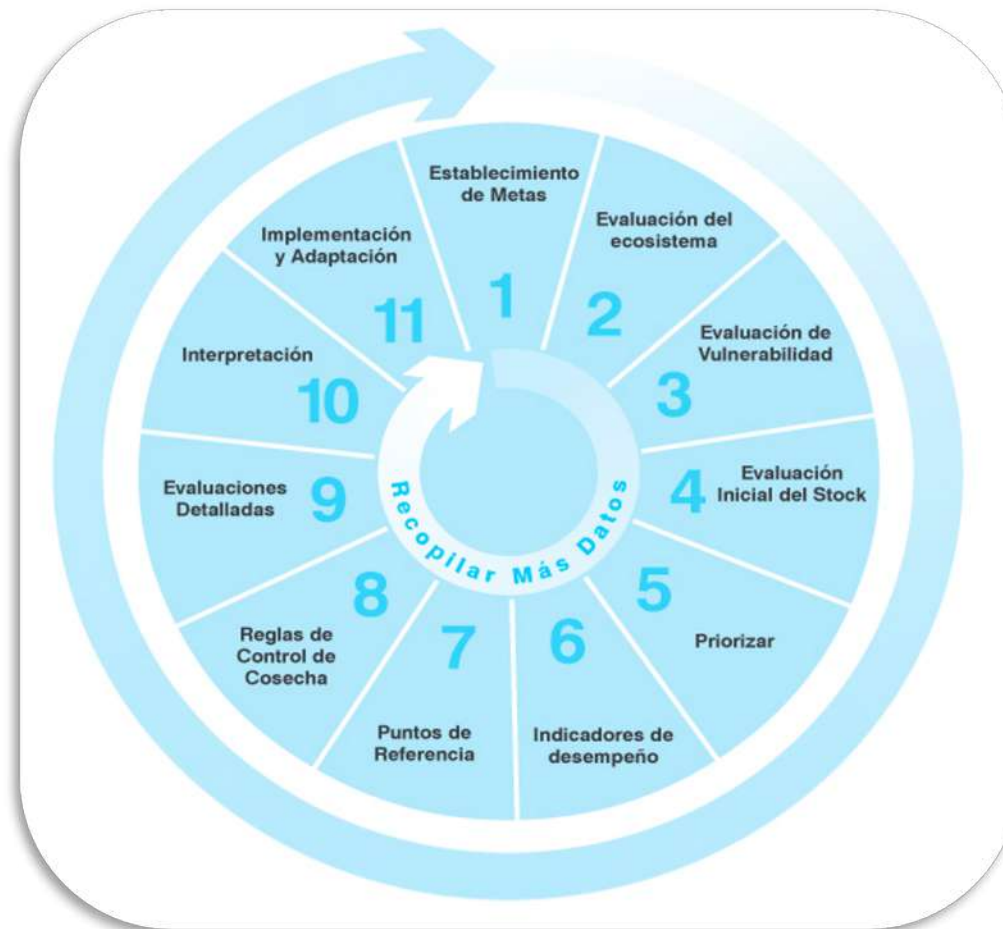 Establecimiento
de Metas
1
Evaluación del
ecosistema
2
Evaluación de
Vulnerabilidad
3
Evaluación
Inicial del Stock
4
Priorizar
5
Indicadores de
desempeño
6
Puntos de
Referencia
7
Reglas de
Control de
Cosecha
8
Evaluaciones
Detalladas
9
Interpretación
10
Implementación
y Adaptación
11
Recopilar Más Datos